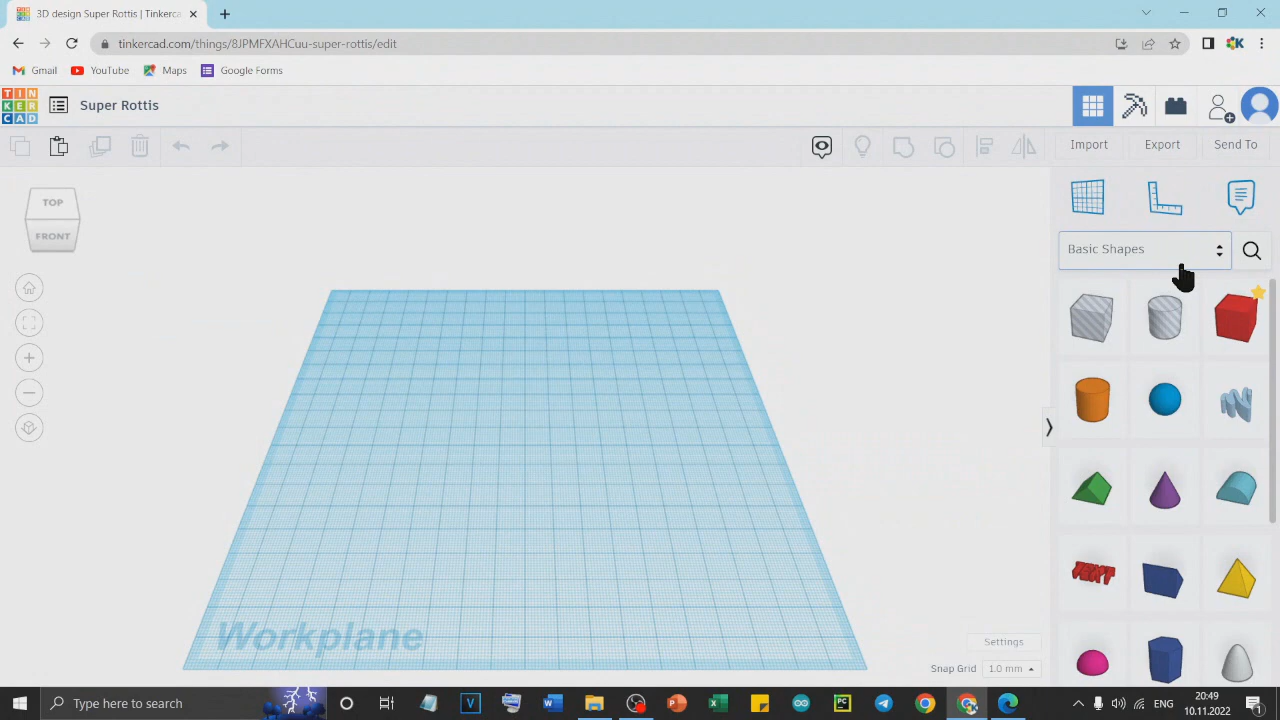 3D design Super Rottis | Tinkerca
tinkercad.com/things/8JPMFXAHCuu-super-rottis/edit
Gmail
YouTube
Maps
Google Forms
TIN
KER
CAD
Super Rottis
Import
Export
Send To
TOP
FRONT
Basic Shapes
TEXT
Workplane
Settings
Snap Grid
1.0 mm
Type here to search
ENG
20:49
10.11.2022